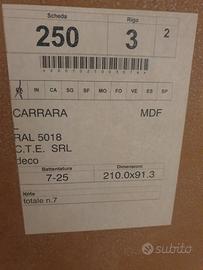 Scheda Rigo
250 3 2
IN CA SG SF MO FO VE ES SP
CARRARA MDF
RAL 5018
C.T.E. SRL
deco
Battentatura Dimensioni
7-25 210.0x91.3
Note
totale n.7
subito